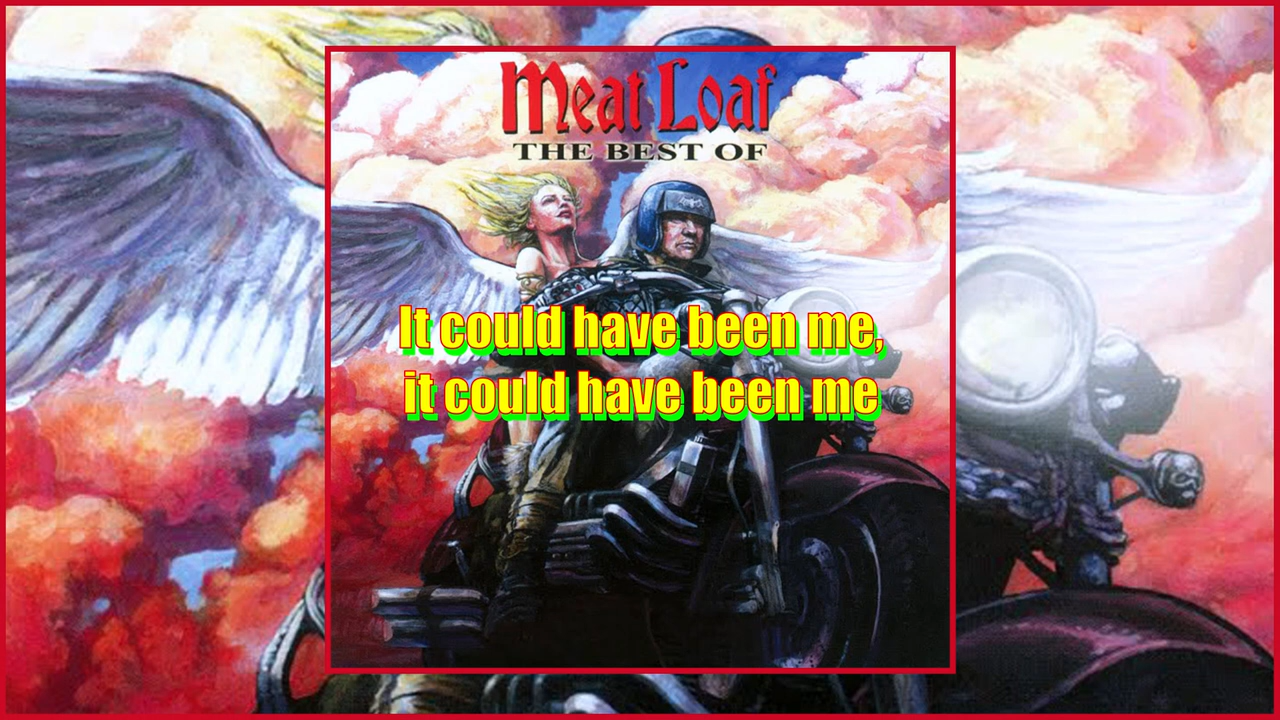 Meat Loaf
THE BEST OF
It could have been me,
it could have been me